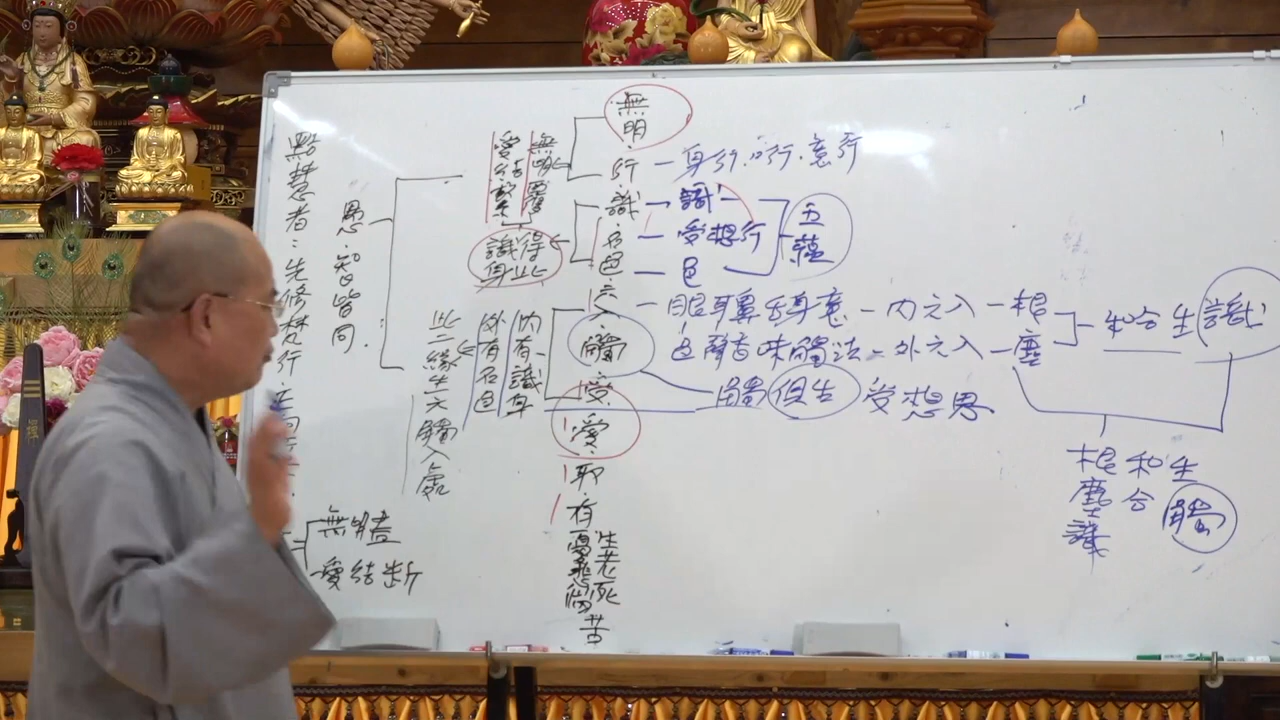 黠慧者:先修梵行
愚.智皆同.
無明覆
愛結繫
識得
身此
內有識身
外有名色
此二緣生六觸入處
無明盡
愛結斷
無明
行
識
名色
六入
觸
受
愛
取
有
生老死
憂悲惱
苦
身行.口行.意行
識
受想行
色
五蘊
眼耳鼻舌身意-內六入-根
色聲香味觸法-外六入-塵
和合生識
觸俱生受想思
根塵識
和合
生觸